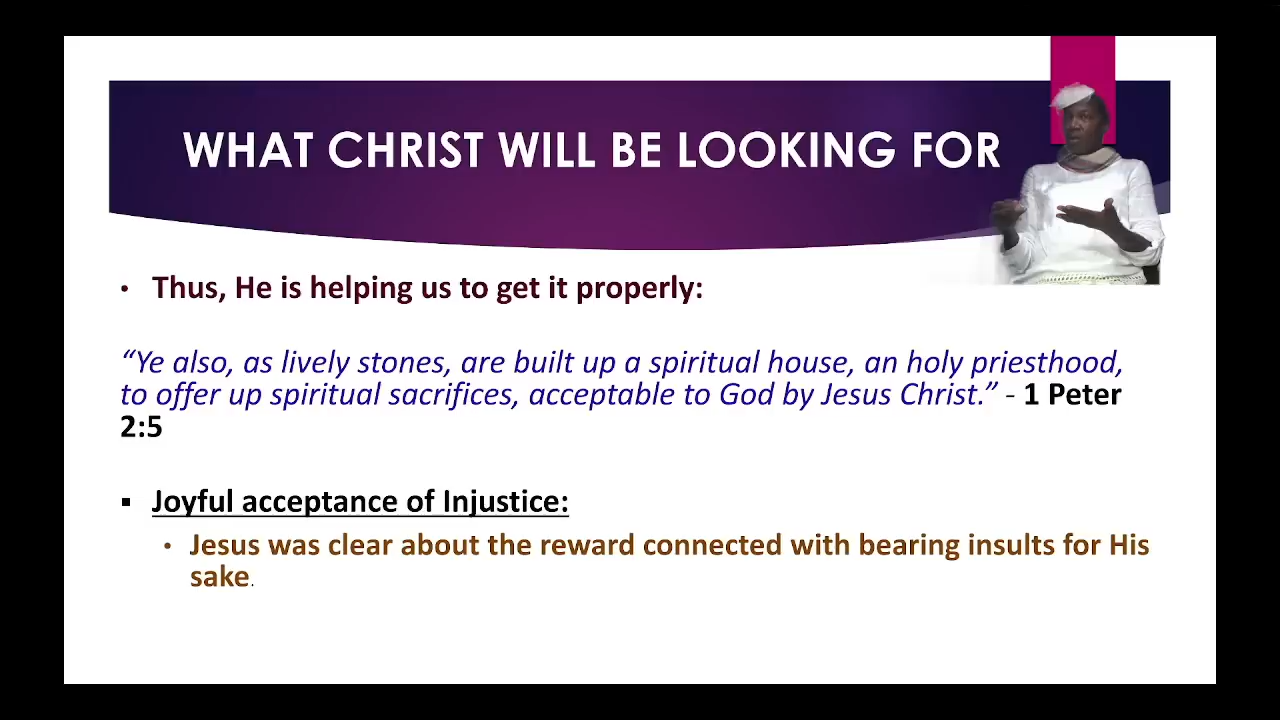 WHAT CHRIST WILL BE LOOKING FOR
• Thus, He is helping us to get it properly:
“Ye also, as lively stones, are built up a spiritual house, an holy priesthood,
to offer up spiritual sacrifices, acceptable to God by Jesus Christ.” - 1 Peter
2:5
▪ Joyful acceptance of Injustice:
• Jesus was clear about the reward connected with bearing insults for His
sake.